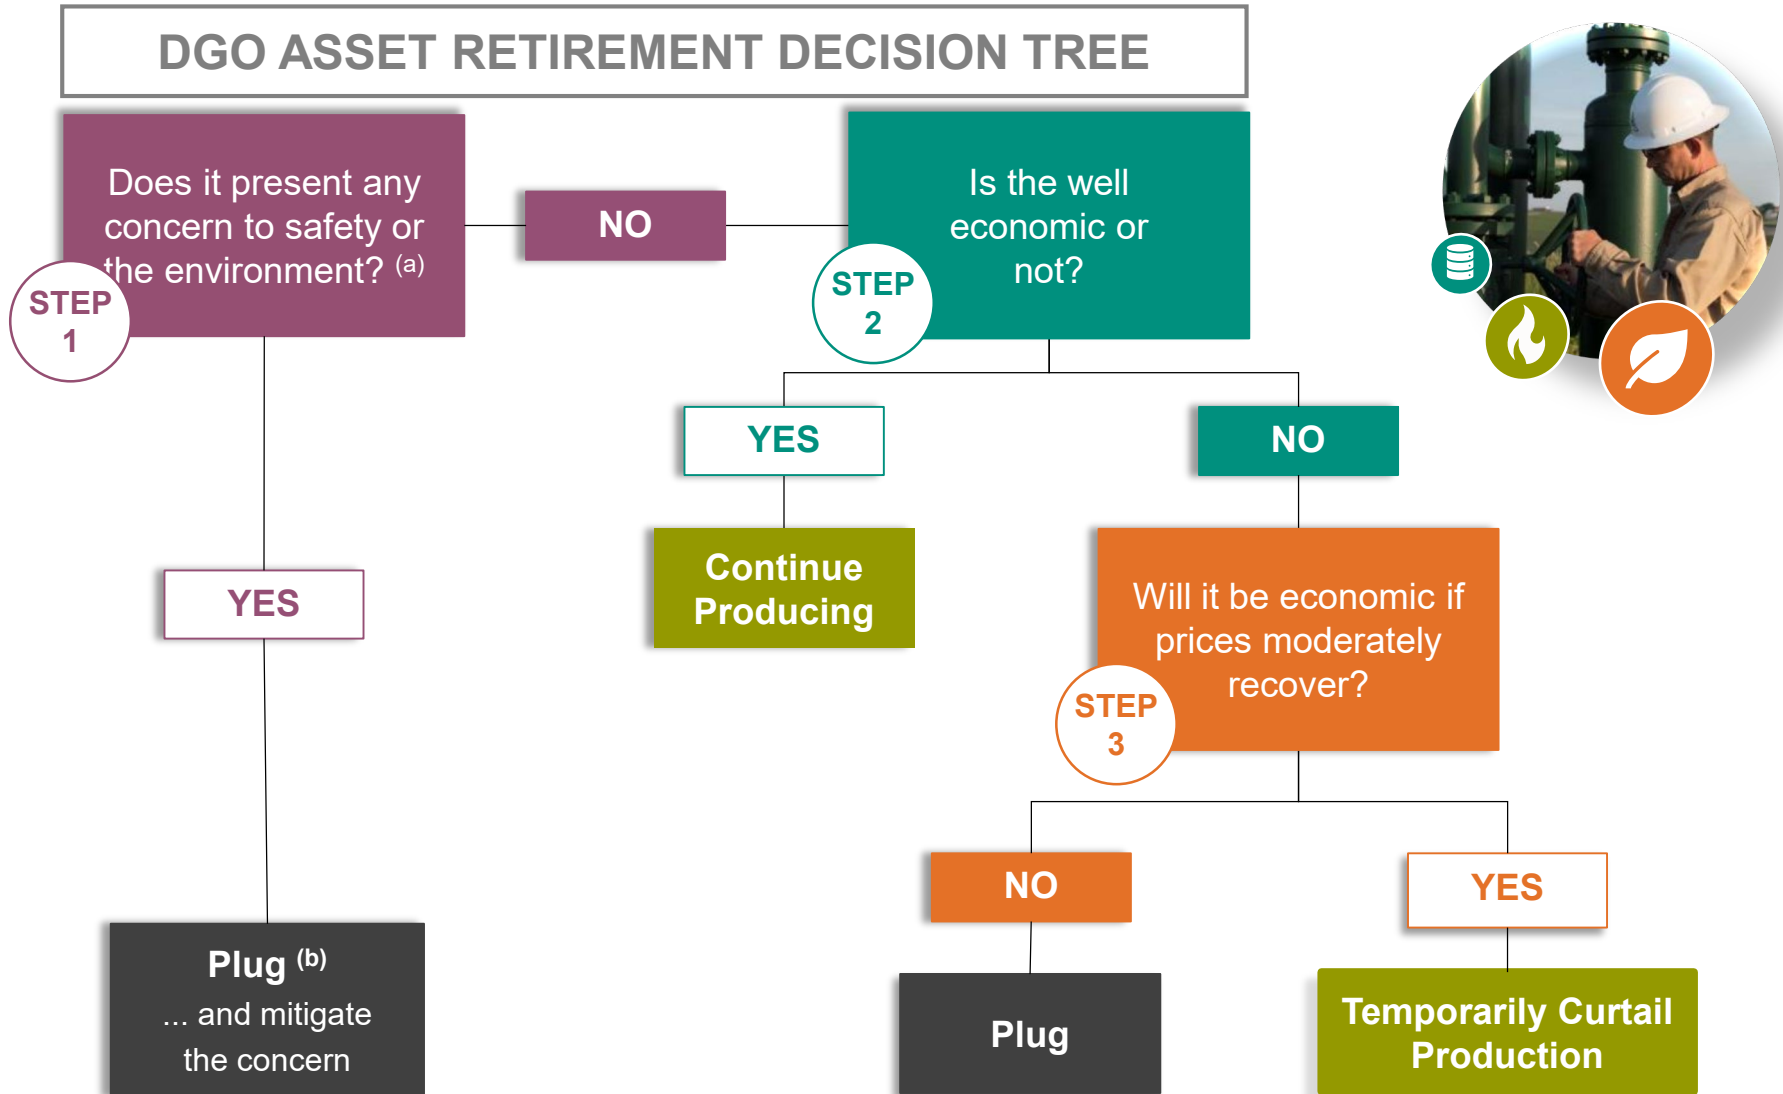 DGO ASSET RETIREMENT DECISION TREE
Does it present any
concern to safety or
the environment? (a)
STEP
1
NO
Is the well
economic or
not?
STEP
2
YES
NO
Continue
Producing
Will it be economic if
prices moderately
recover?
STEP
3
YES
NO
YES
Plug (b)
... and mitigate
the concern
Plug
Temporarily Curtail
Production